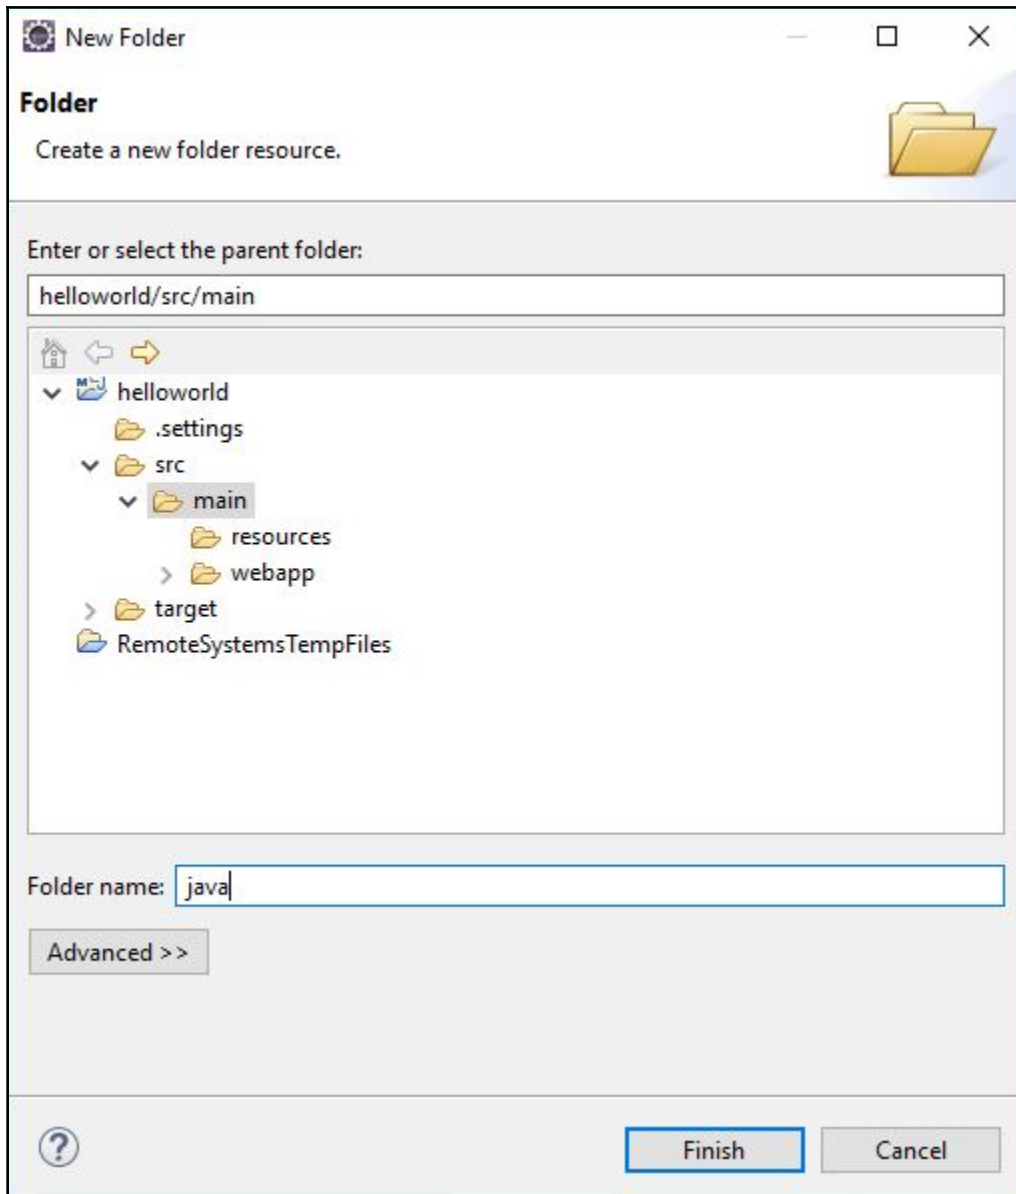 New Folder
Folder
Create a new folder resource.
Enter or select the parent folder:
helloworld/src/main
helloworld
.settings
src
main
resources
webapp
target
RemoteSystemsTempFiles
Folder name: java
Advanced >>
Finish Cancel